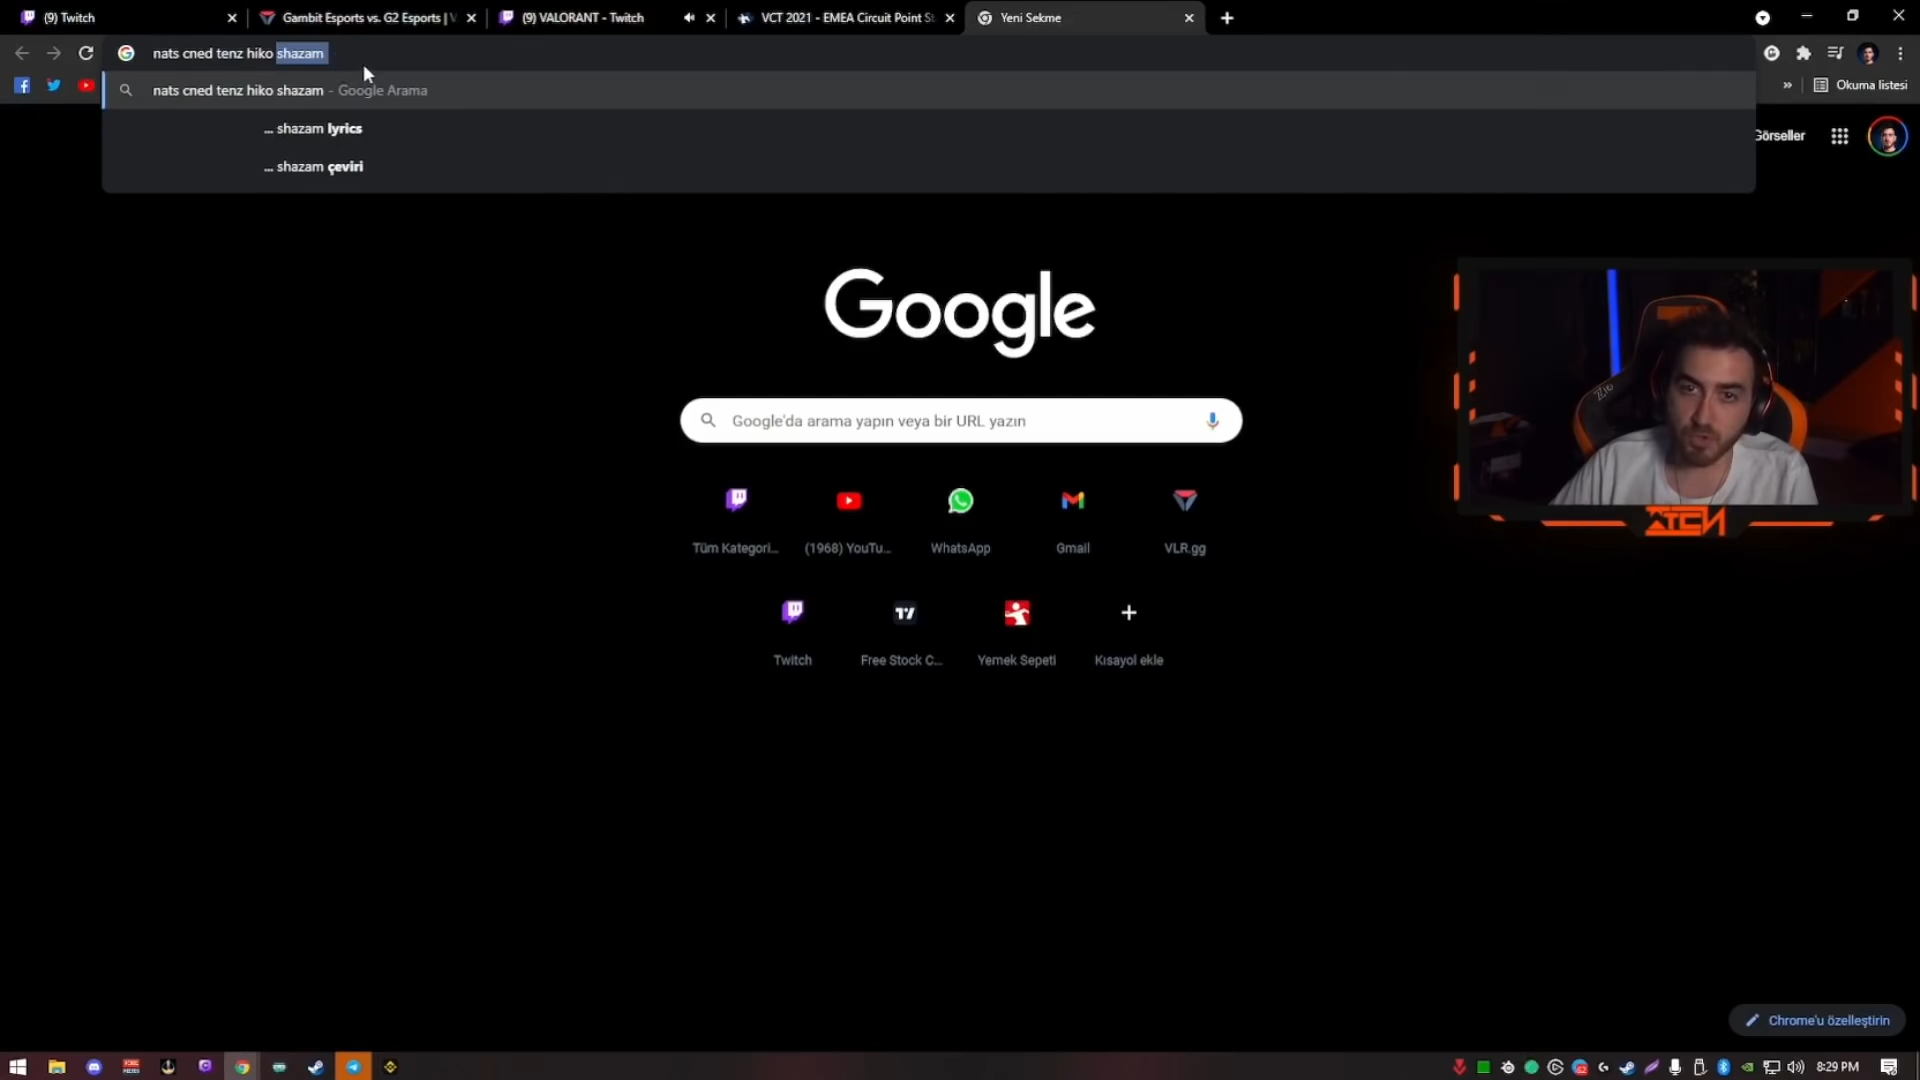 (9) Twitch
Gambit Esports vs. G2 Esports | V
(9) VALORANT - Twitch
VCT 2021 - EMEA Circuit Point St
Yeni Sekme
nats cned tenz hiko shazam
nats cned tenz hiko shazam - Google Arama
... shazam lyrics
... shazam çeviri
Okuma listesi
Görseller
Google
Google'da arama yapın veya bir URL yazın
Tüm Kategori...
(1968) YouTu...
WhatsApp
Gmail
VLR.gg
Twitch
Free Stock C...
Yemek Sepeti
Kısayol ekle
Chrome'u özelleştirin
8:29 PM